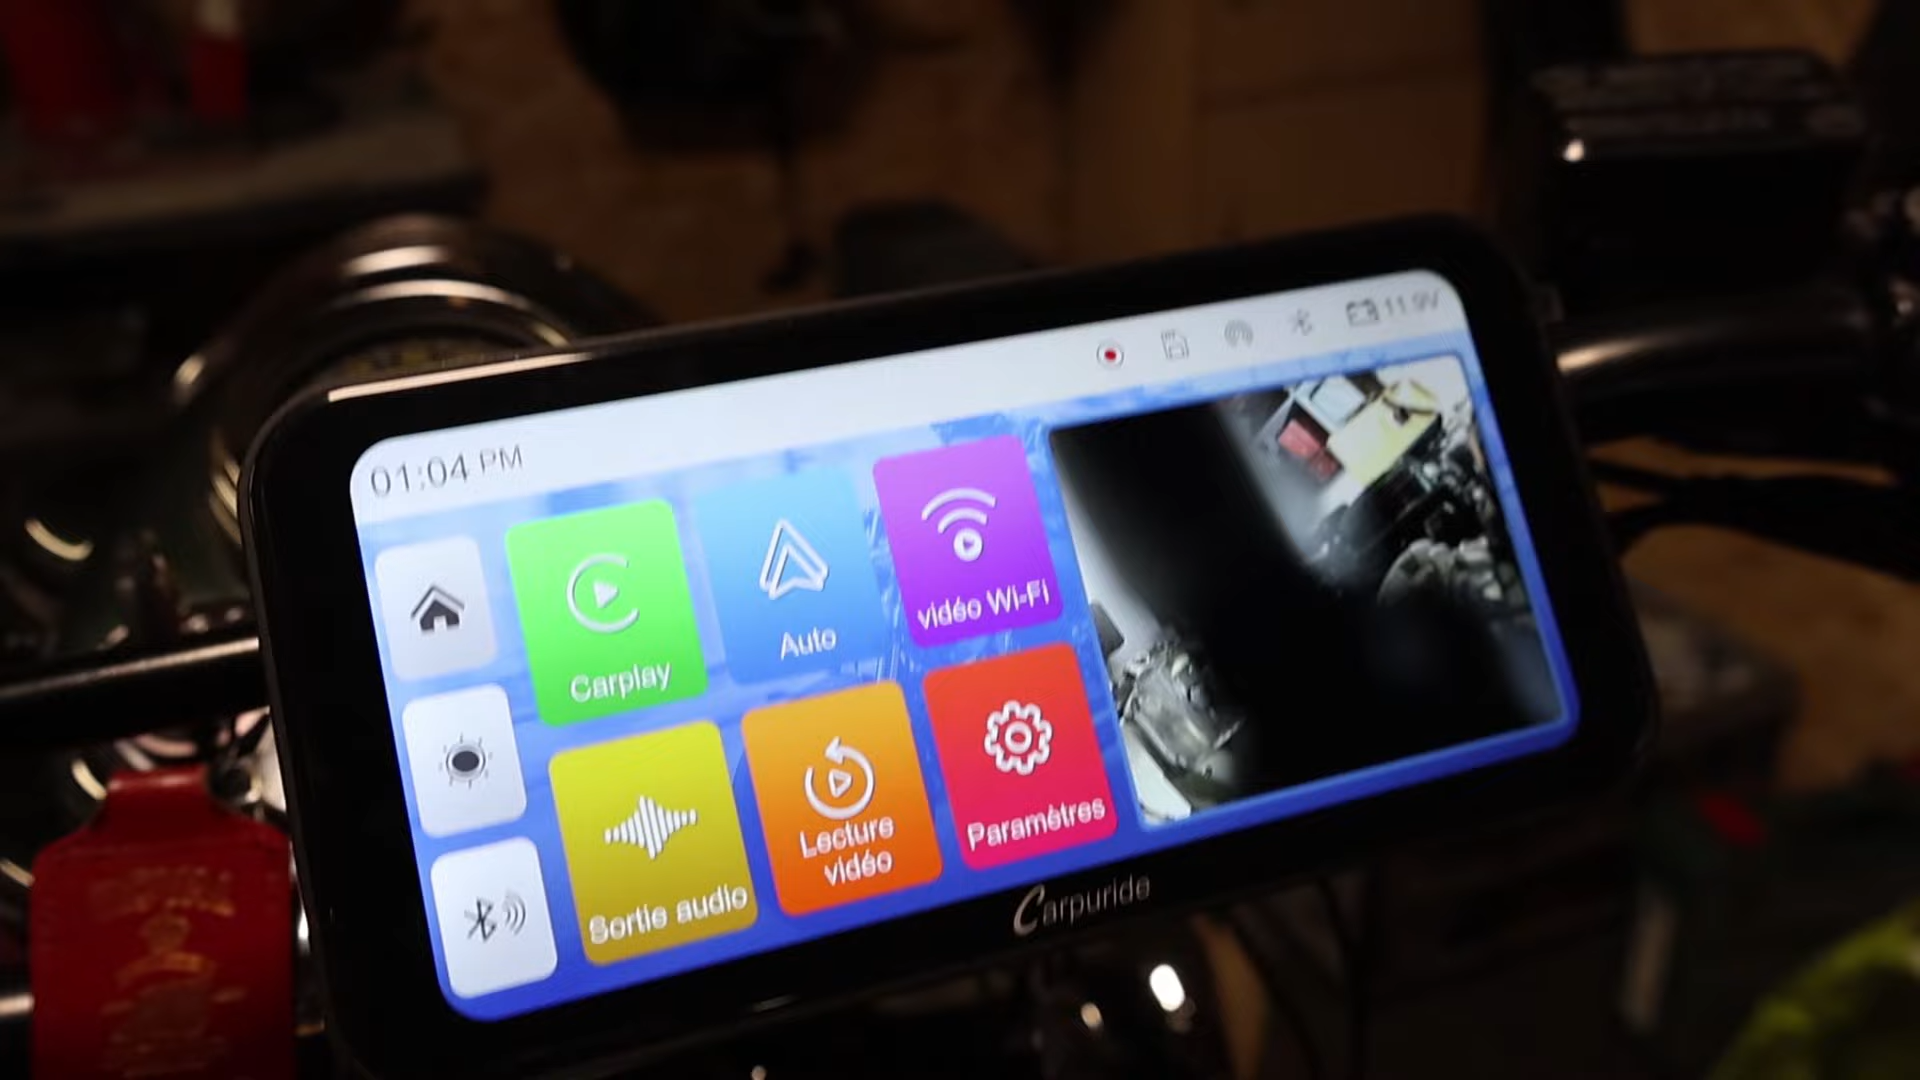 11.9V
01:04 PM
Carplay
Auto
vidéo Wi-Fi
Sortie audio
Lecture
vidéo
Paramètres
Carpuride